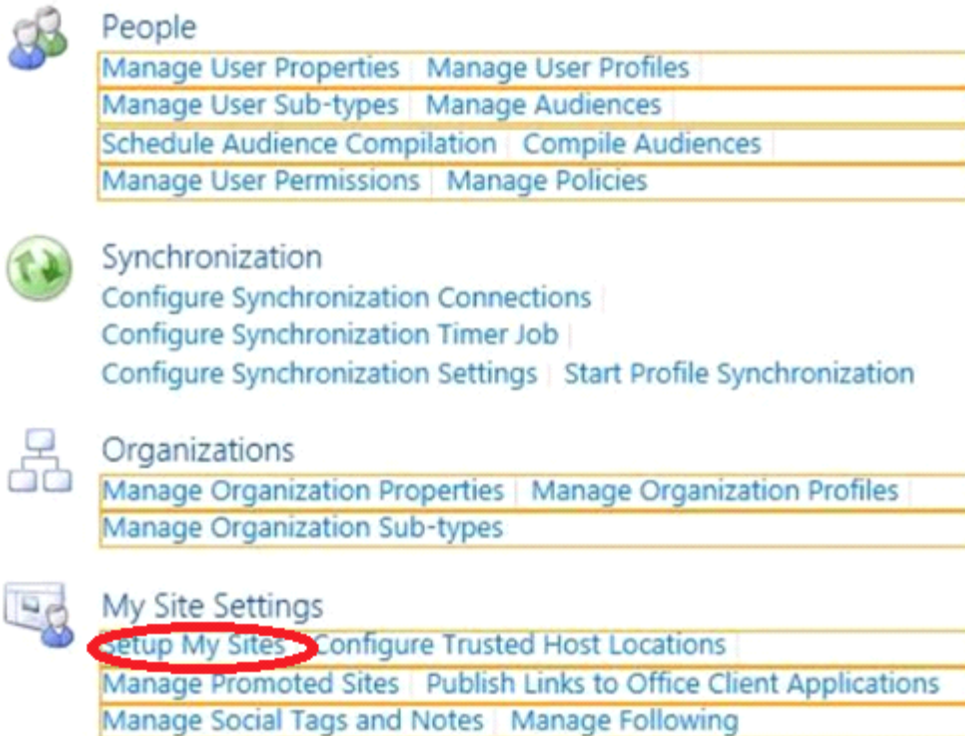 People
Manage User Properties | Manage User Profiles
Manage User Sub-types | Manage Audiences
Schedule Audience Compilation | Compile Audiences
Manage User Permissions | Manage Policies
Synchronization
Configure Synchronization Connections
Configure Synchronization Timer Job
Configure Synchronization Settings | Start Profile Synchronization
Organizations
Manage Organization Properties | Manage Organization Profiles
Manage Organization Sub-types
My Site Settings
Setup My Sites | Configure Trusted Host Locations
Manage Promoted Sites | Publish Links to Office Client Applications
Manage Social Tags and Notes | Manage Following